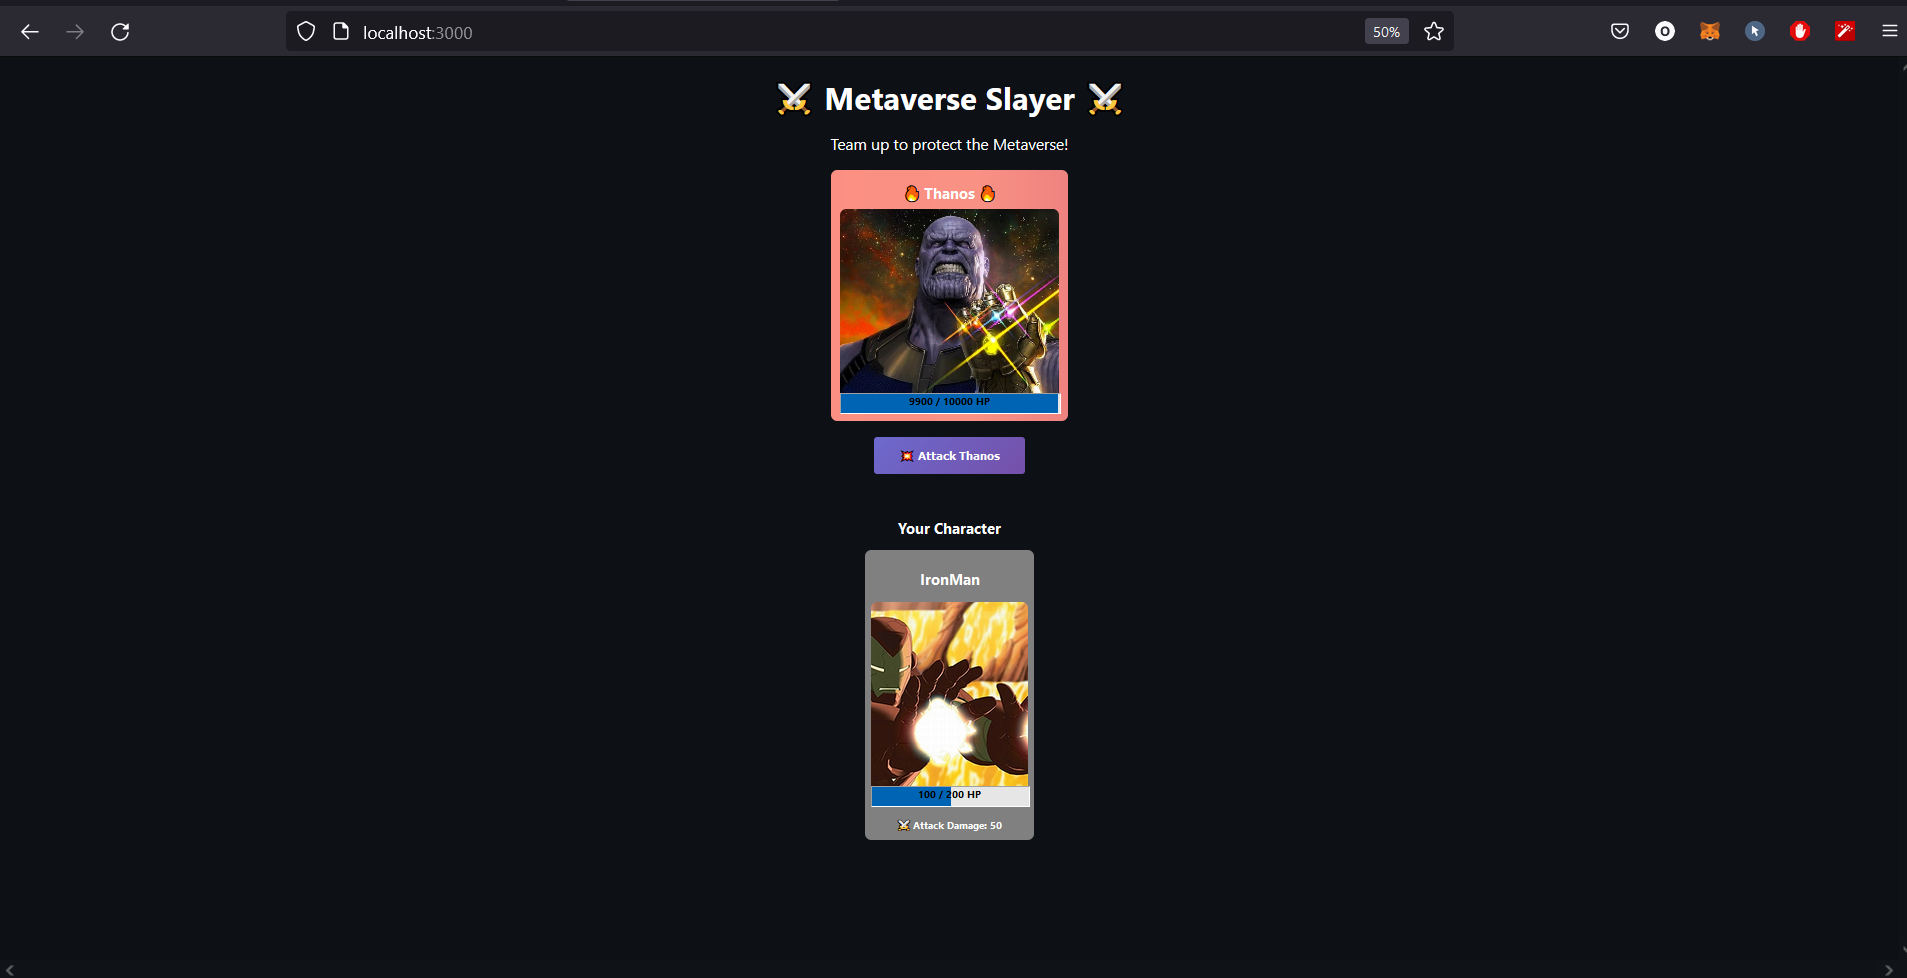 localhost:3000
50%
⚔️ Metaverse Slayer ⚔️
Team up to protect the Metaverse!
🔥 Thanos 🔥
9900 / 10000 HP
💥 Attack Thanos
Your Character
IronMan
100 / 200 HP
⚔️ Attack Damage: 50